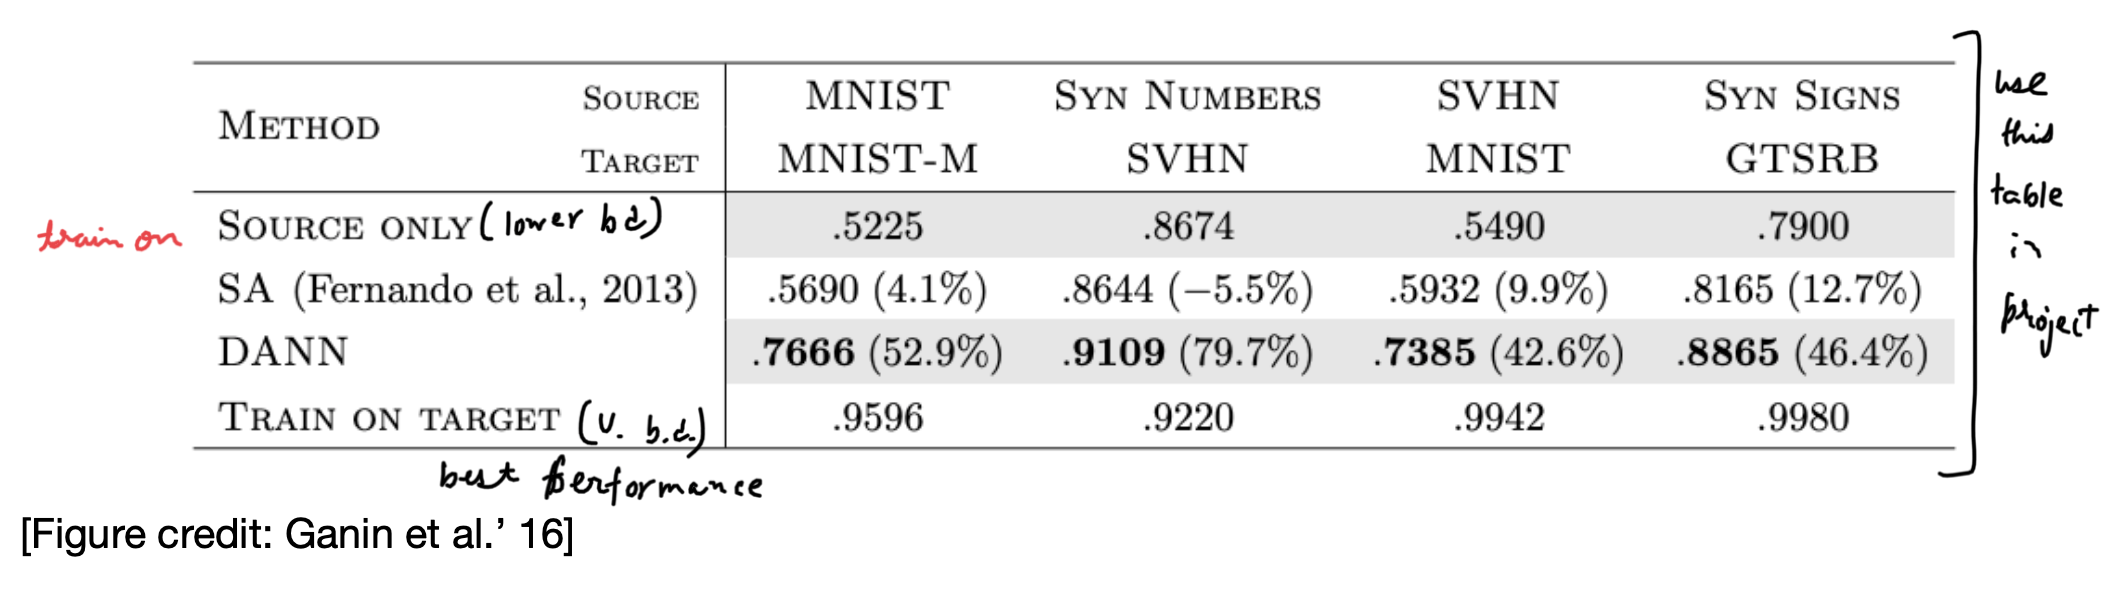 METHOD SOURCE MNIST SYN NUMBERS SVHN SYN SIGNS
TARGET MNIST-M SVHN MNIST GTSRB
train on SOURCE ONLY (lower bd) .5225 .8674 .5490 .7900
SA (Fernando et al., 2013) .5690 (4.1%) .8644 (−5.5%) .5932 (9.9%) .8165 (12.7%)
DANN .7666 (52.9%) .9109 (79.7%) .7385 (42.6%) .8865 (46.4%)
TRAIN ON TARGET (U. b.d.) .9596 .9220 .9942 .9980
best performance
use
this
table
in
project
[Figure credit: Ganin et al.’ 16]